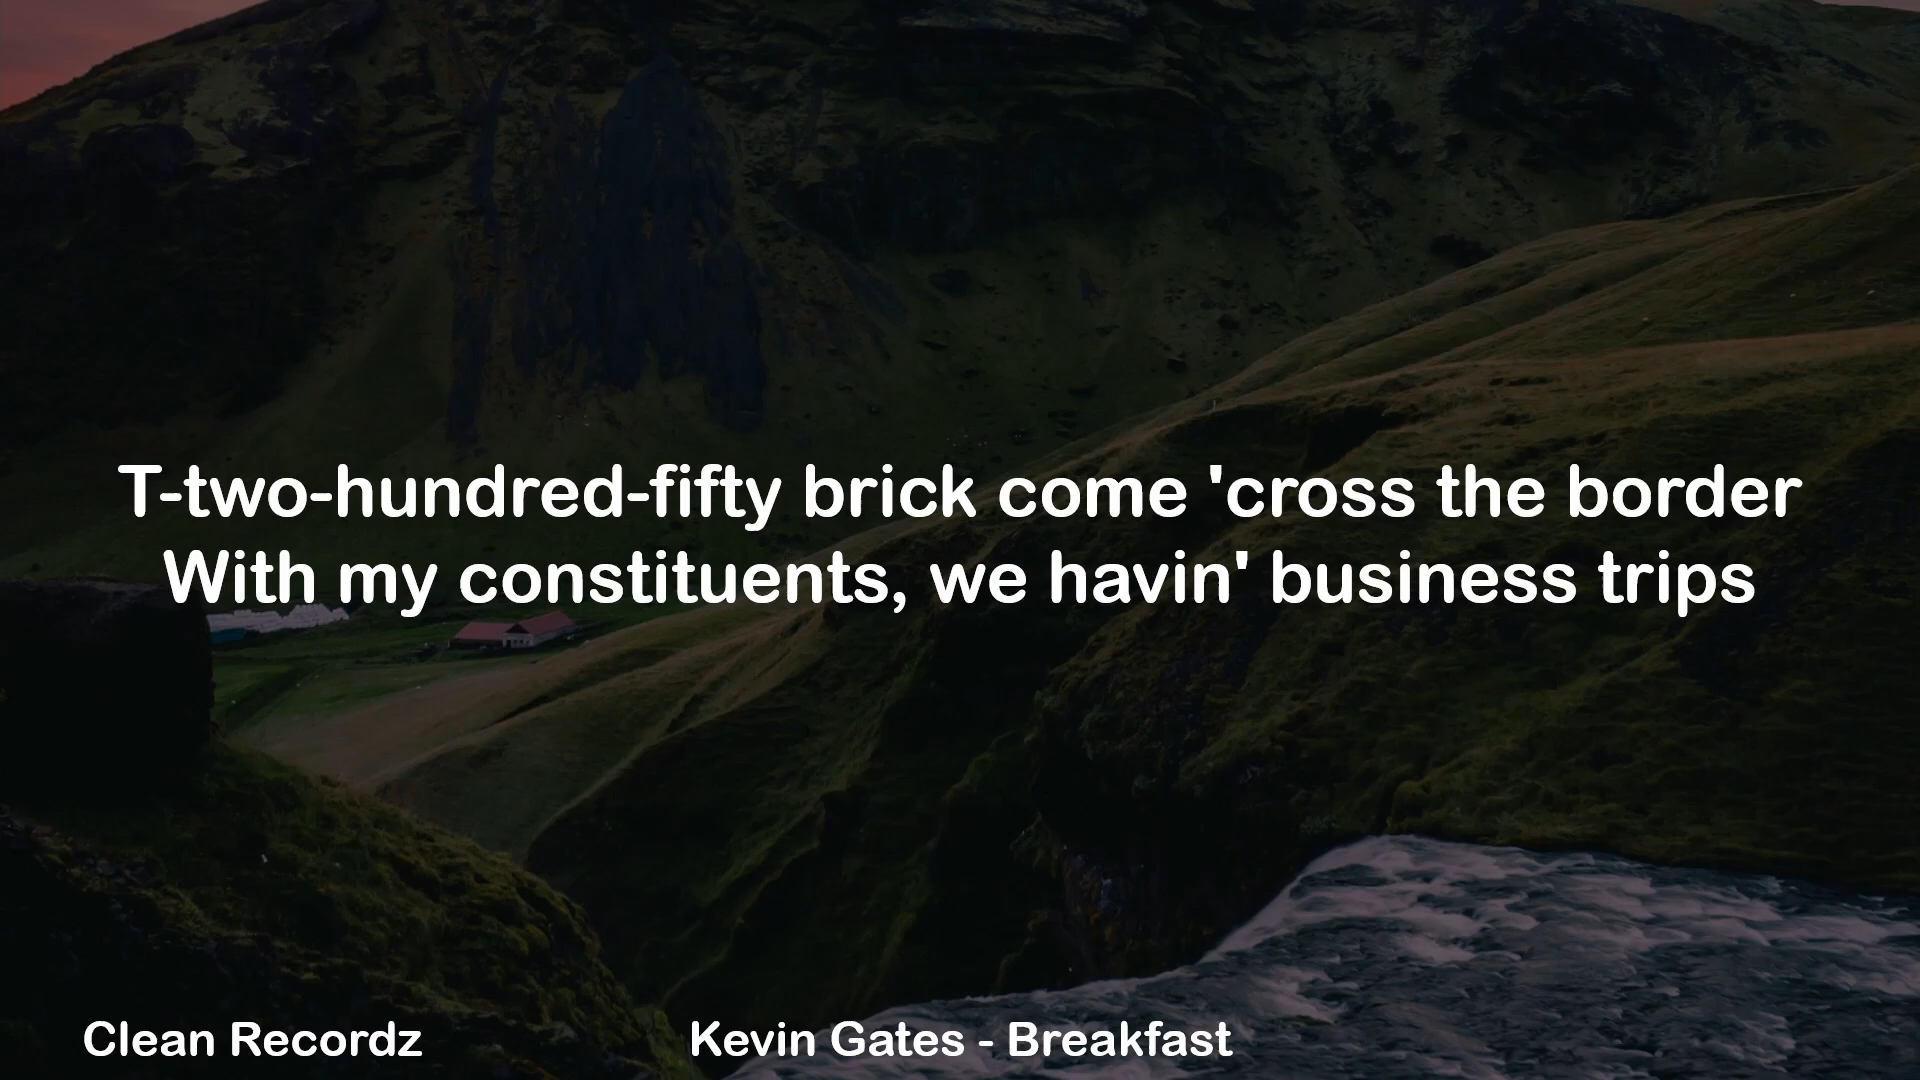 T-two-hundred-fifty brick come 'cross the border
With my constituents, we havin' business trips
Clean Recordz
Kevin Gates - Breakfast